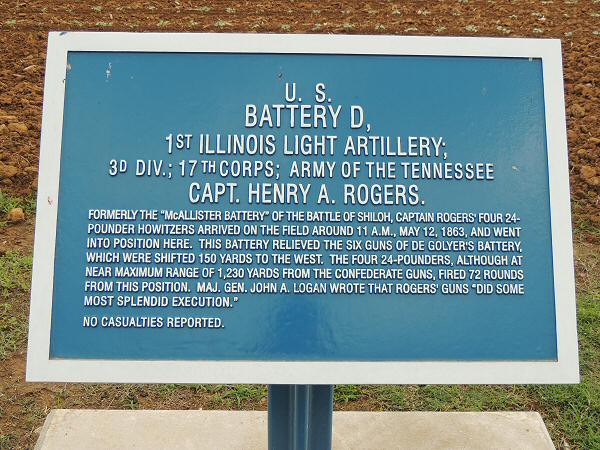 U. S.
BATTERY D,
1ST ILLINOIS LIGHT ARTILLERY;
3D DIV.; 17TH CORPS; ARMY OF THE TENNESSEE
CAPT. HENRY A. ROGERS.
FORMERLY THE "McALLISTER BATTERY" OF THE BATTLE OF SHILOH, CAPTAIN ROGERS' FOUR 24-
POUNDER HOWITZERS ARRIVED ON THE FIELD AROUND 11 A.M., MAY 12, 1863, AND WENT
INTO POSITION HERE. THIS BATTERY RELIEVED THE SIX GUNS OF DE GOLYER'S BATTERY,
WHICH WERE SHIFTED 150 YARDS TO THE WEST. THE FOUR 24-POUNDERS, ALTHOUGH AT
NEAR MAXIMUM RANGE OF 1,230 YARDS FROM THE CONFEDERATE GUNS, FIRED 72 ROUNDS
FROM THIS POSITION. MAJ. GEN. JOHN A. LOGAN WROTE THAT ROGERS' GUNS "DID SOME
MOST SPLENDID EXECUTION."
NO CASUALTIES REPORTED.